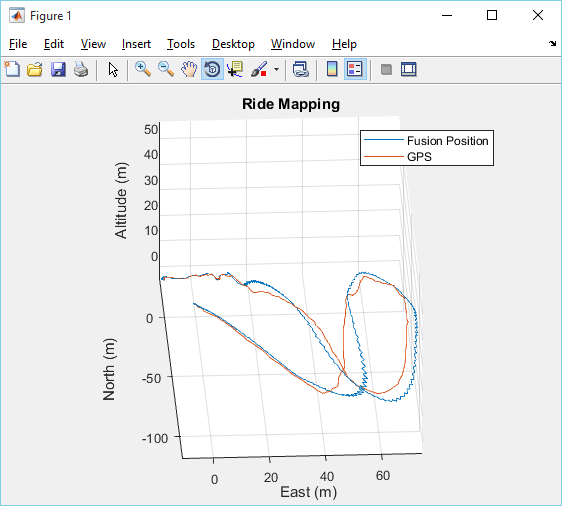 Figure 1
File Edit View Insert Tools Desktop Window Help
Ride Mapping
Fusion Position
GPS
Altitude (m)
50
40
30
20
10
0
North (m)
0
-50
-100
0 20 40 60
East (m)